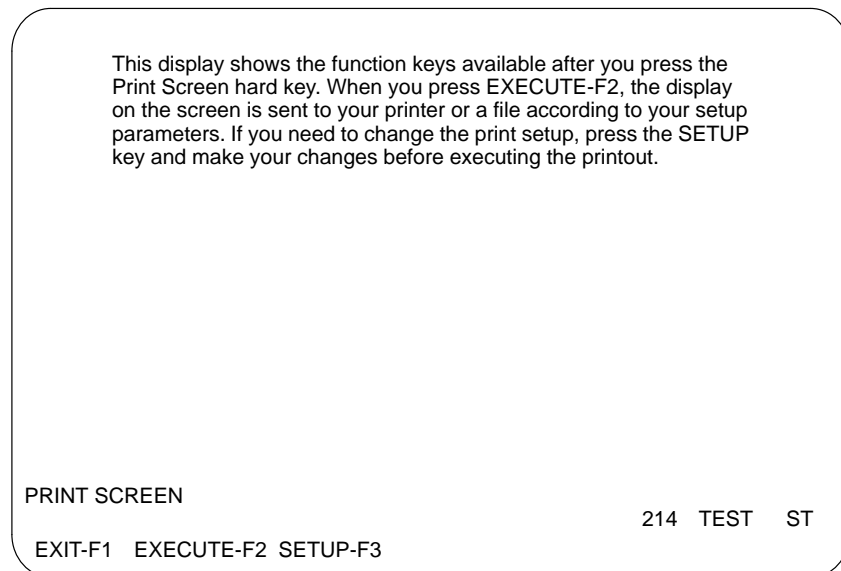 This display shows the function keys available after you press the
Print Screen hard key. When you press EXECUTE-F2, the display
on the screen is sent to your printer or a file according to your setup
parameters. If you need to change the print setup, press the SETUP
key and make your changes before executing the printout.
PRINT SCREEN
214 TEST ST
EXIT-F1 EXECUTE-F2 SETUP-F3